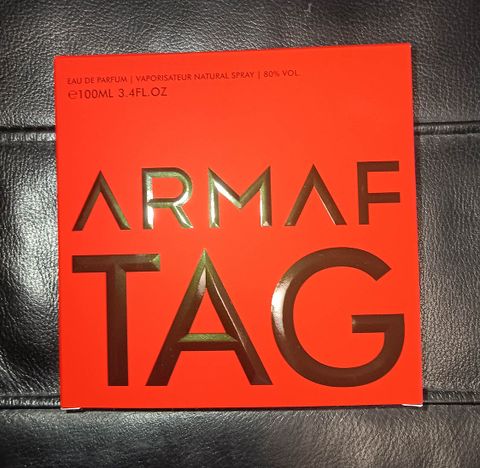 EAU DE PARFUM | VAPORISATEUR NATURAL SPRAY | 80% VOL.
℮100ML 3.4FL.OZ
ARMAF
TAG